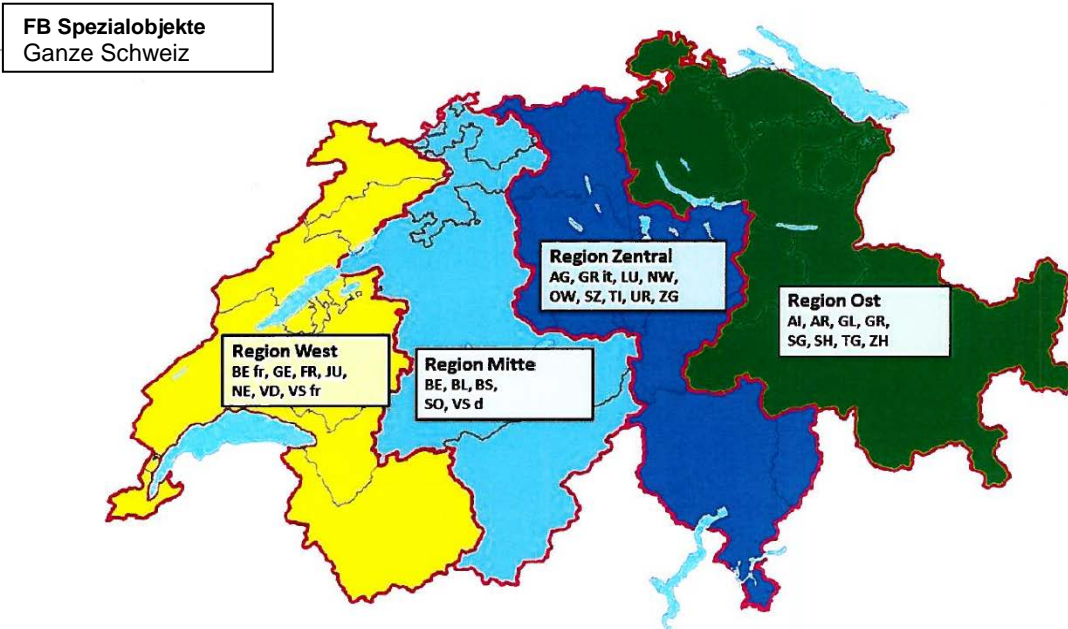 FB Spezialobjekte
Ganze Schweiz
Region Zentral
AG, GR it, LU, NW,
OW, SZ, TI, UR, ZG
Region Ost
AI, AR, GL, GR,
SG, SH, TG, ZH
Region West
BE fr, GE, FR, JU,
NE, VD, VS fr
Region Mitte
BE, BL, BS,
SO, VS d